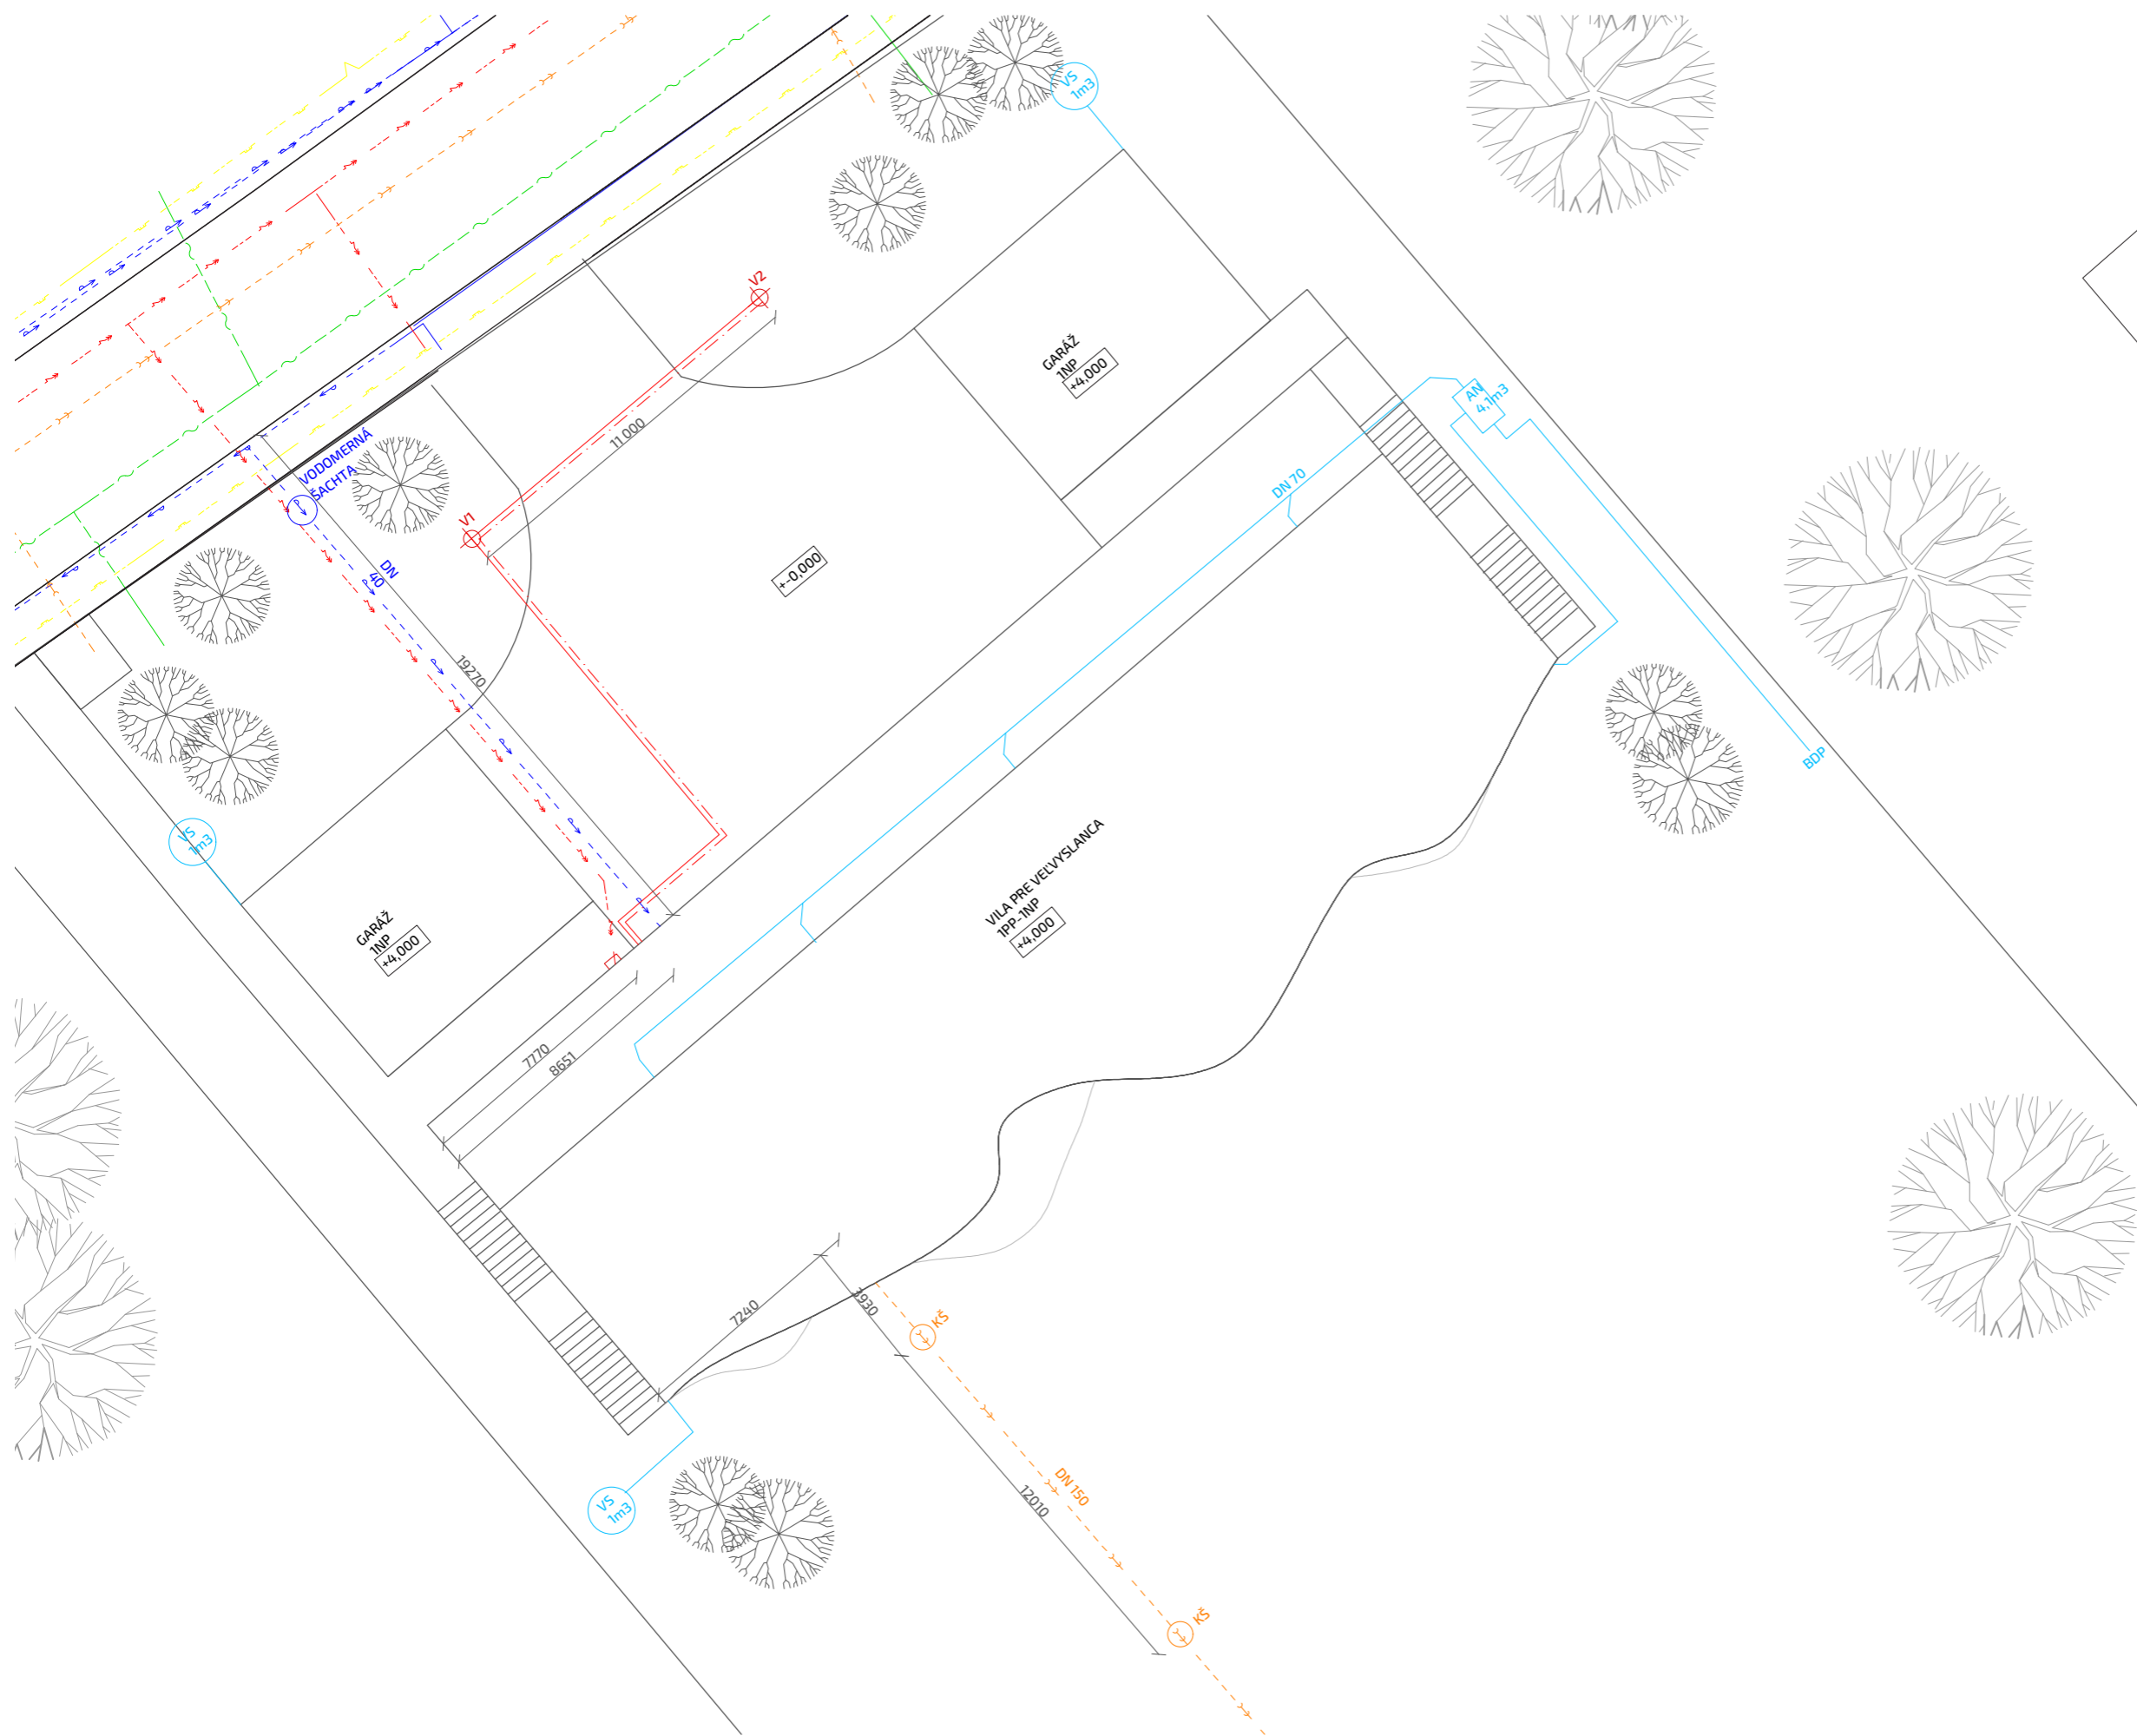 VS
1m3
V2
GARÁŽ
1NP
+4,000
AN
4,1m3
11 000
VODOMERNÁ
ŠACHTA
DN 70
V1
+-0,000
DN
40
19270
BDP
VS
1m3
VILA PRE VEĽVYSLANCA
1PP-1NP
+4,000
GARÁŽ
1NP
+4,000
7770
8651
7240
3930
KŠ
DN 150
12010
VS
1m3
KŠ